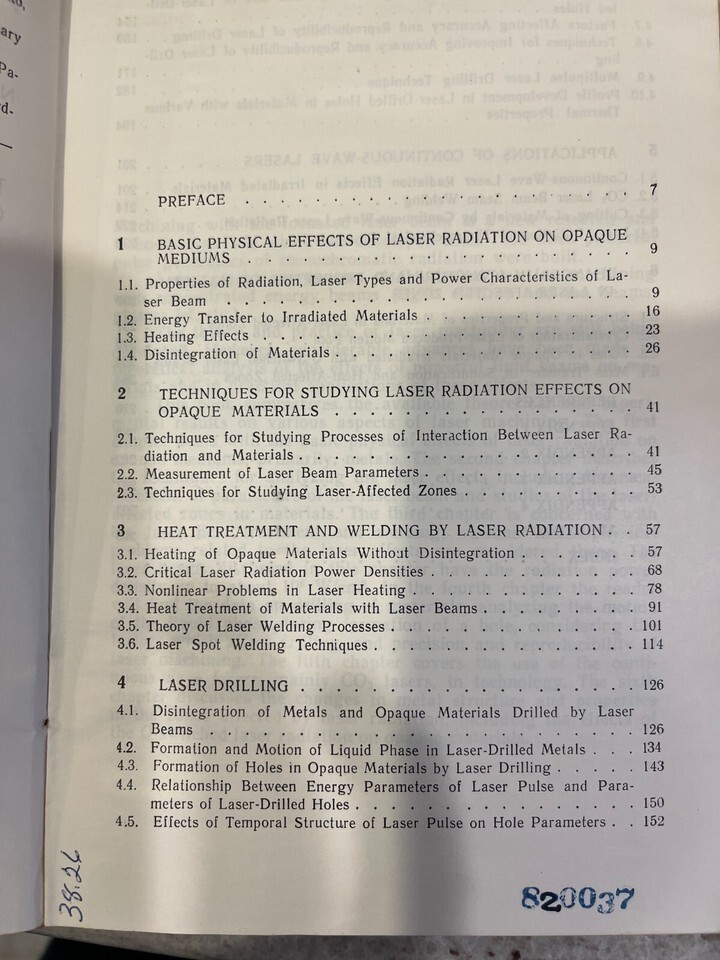 ary
Pa-
d-
PREFACE . . . . . . . . . . . . . . . . . . 7
1 BASIC PHYSICAL EFFECTS OF LASER RADIATION ON OPAQUE
MEDIUMS . . . . . . . . . . . . . . . . . . 9
1.1. Properties of Radiation, Laser Types and Power Characteristics of La-
ser Beam . . . . . . . . . . . . . . . . . . 9
1.2. Energy Transfer to Irradiated Materials . . . . . . . . . . . 16
1.3. Heating Effects . . . . . . . . . . . . . . . . . . 23
1.4. Disintegration of Materials . . . . . . . . . . . . . . . 26
2 TECHNIQUES FOR STUDYING LASER RADIATION EFFECTS ON
OPAQUE MATERIALS . . . . . . . . . . . . . . . 41
2.1. Techniques for Studying Processes of Interaction Between Laser Ra-
diation and Materials . . . . . . . . . . . . . . . . 41
2.2. Measurement of Laser Beam Parameters . . . . . . . . . . . 45
2.3. Techniques for Studying Laser-Affected Zones . . . . . . . . . 53
3 HEAT TREATMENT AND WELDING BY LASER RADIATION . . 57
3.1. Heating of Opaque Materials Without Disintegration . . . . . . . 57
3.2. Critical Laser Radiation Power Densities . . . . . . . . . . . 68
3.3. Nonlinear Problems in Laser Heating . . . . . . . . . . . . 78
3.4. Heat Treatment of Materials with Laser Beams . . . . . . . . 91
3.5. Theory of Laser Welding Processes . . . . . . . . . . . . . 101
3.6. Laser Spot Welding Techniques . . . . . . . . . . . . . . 114
4 LASER DRILLING . . . . . . . . . . . . . . . . . 126
4.1. Disintegration of Metals and Opaque Materials Drilled by Laser
Beams . . . . . . . . . . . . . . . . . . . . 126
4.2. Formation and Motion of Liquid Phase in Laser-Drilled Metals . . . 134
4.3. Formation of Holes in Opaque Materials by Laser Drilling . . . . . 143
4.4. Relationship Between Energy Parameters of Laser Pulse and Para-
meters of Laser-Drilled Holes . . . . . . . . . . . . . . . 150
4.5. Effects of Temporal Structure of Laser Pulse on Hole Parameters . . 152
38.26
820037